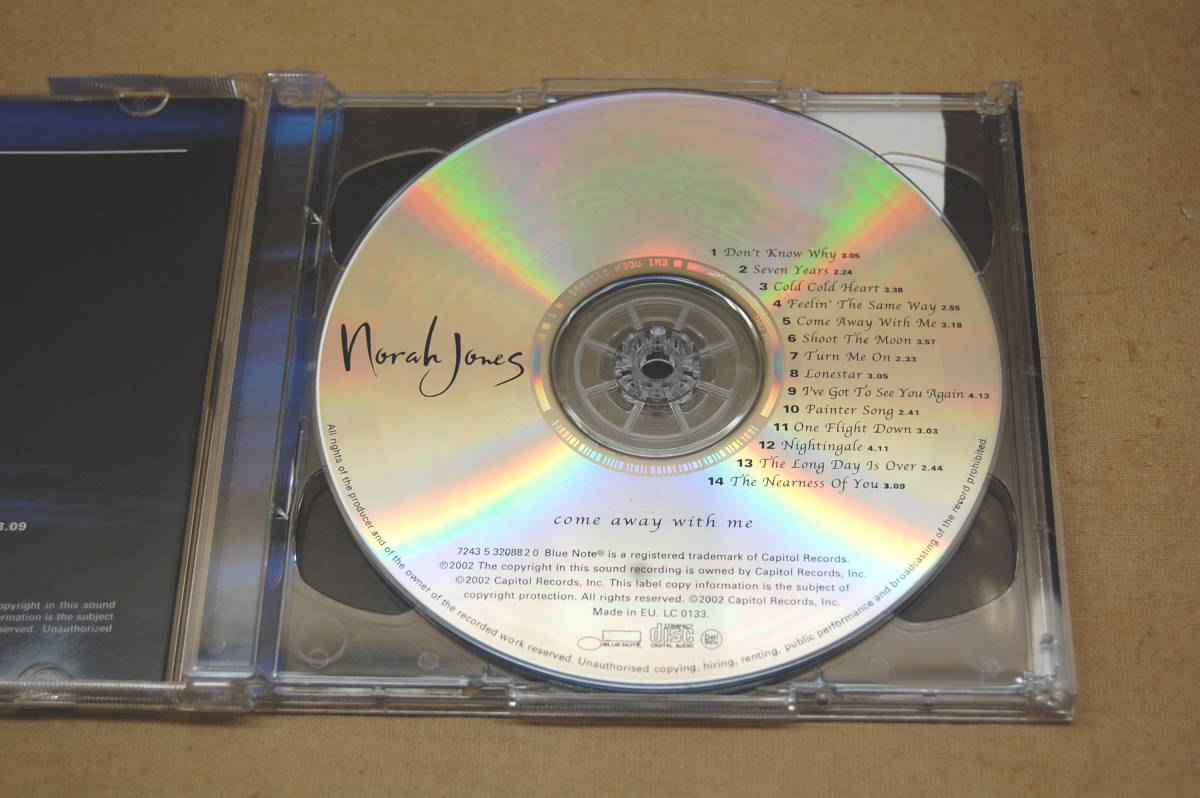 Norah Jones
1 Don't Know Why 3.05
2 Seven Years 2.24
3 Cold Cold Heart 3.38
4 Feelin' The Same Way 2.55
5 Come Away With Me 3.18
6 Shoot The Moon 3.57
7 Turn Me On 2.33
8 Lonestar 3.05
9 I've Got To See You Again 4.13
10 Painter Song 2.41
11 One Flight Down 3.03
12 Nightingale 4.11
13 The Long Day Is Over 2.44
14 The Nearness Of You 3.09
come away with me
7243 5 32088 2 0 Blue Note® is a registered trademark of Capitol Records.
℗2002 The copyright in this sound recording is owned by Capitol Records, Inc.
©2002 Capitol Records, Inc. This label copy information is the subject of
copyright protection. All rights reserved. ©2002 Capitol Records, Inc.
Made in EU. LC 0133.
BLUE NOTE
COMPACT
disc
DIGITAL AUDIO
All rights of the producer and of the owner of the recorded work reserved. Unauthorised copying, hiring, renting, public performance and broadcasting of the record prohibited.
EMI UDEN
3.09
opyright in this sound
ormation is the subject
served. Unauthorized